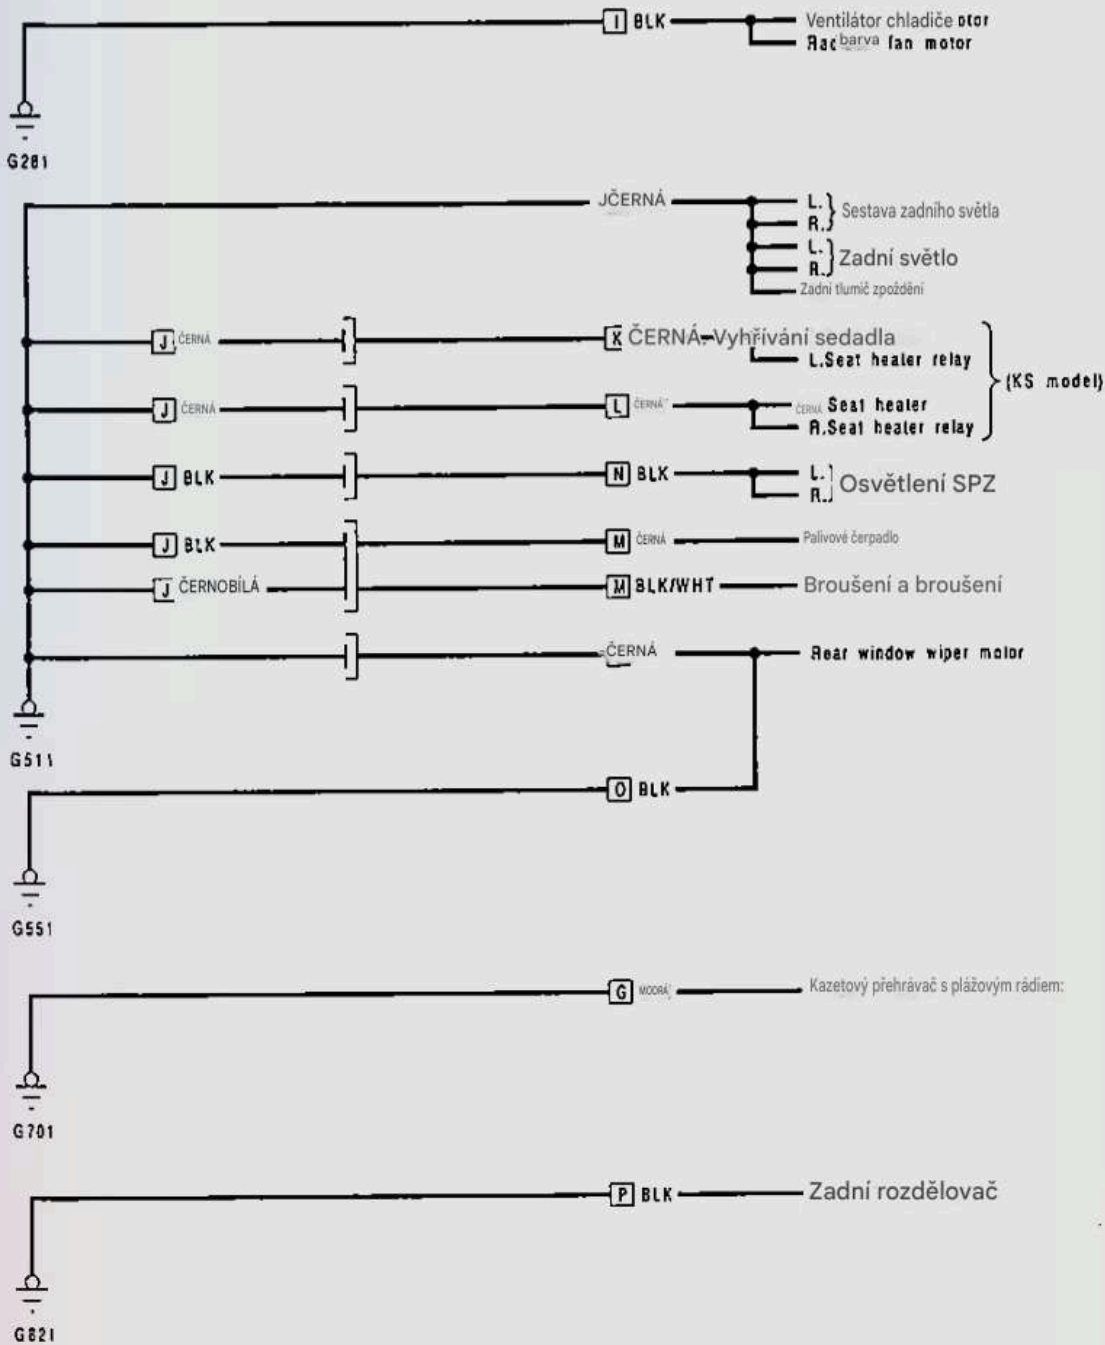 I BLK Ventilátor chladiče otor
Rad barva fan motor
G281
JČERNÁ L.
R. Sestava zadního světla
L.
R. Zadní světlo
Zadní tlumič zpoždění
J ČERNÁ X ČERNÁ-Vyhřívání sedadla
L.Seat heater relay
(KS model)
J ČERNÁ L ČERNÁ ČERNÁ Seat heater
R.Seat heater relay
J BLK N BLK L.
R. Osvětlení SPZ
J BLK M ČERNÁ Palivové čerpadlo
J ČERNOBÍLÁ M BLK/WHT Broušení a broušení
ČERNÁ Rear window wiper motor
G511
O BLK
G551
G MODRÁ Kazetový přehrávač s plážovým rádiem:
G701
P BLK Zadní rozdělovač
G821